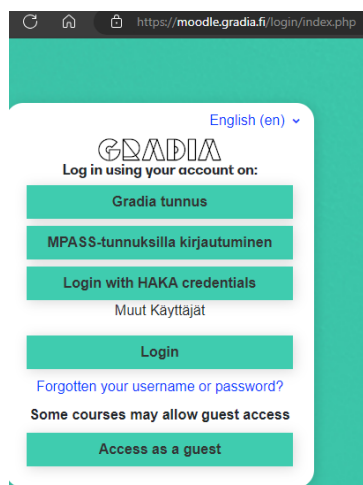 https://moodle.gradia.fi/login/index.php
English (en)
GRADIA
Log in using your account on:
Gradia tunnus
MPASS-tunnuksilla kirjautuminen
Login with HAKA credentials
Muut Käyttäjät
Login
Forgotten your username or password?
Some courses may allow guest access
Access as a guest